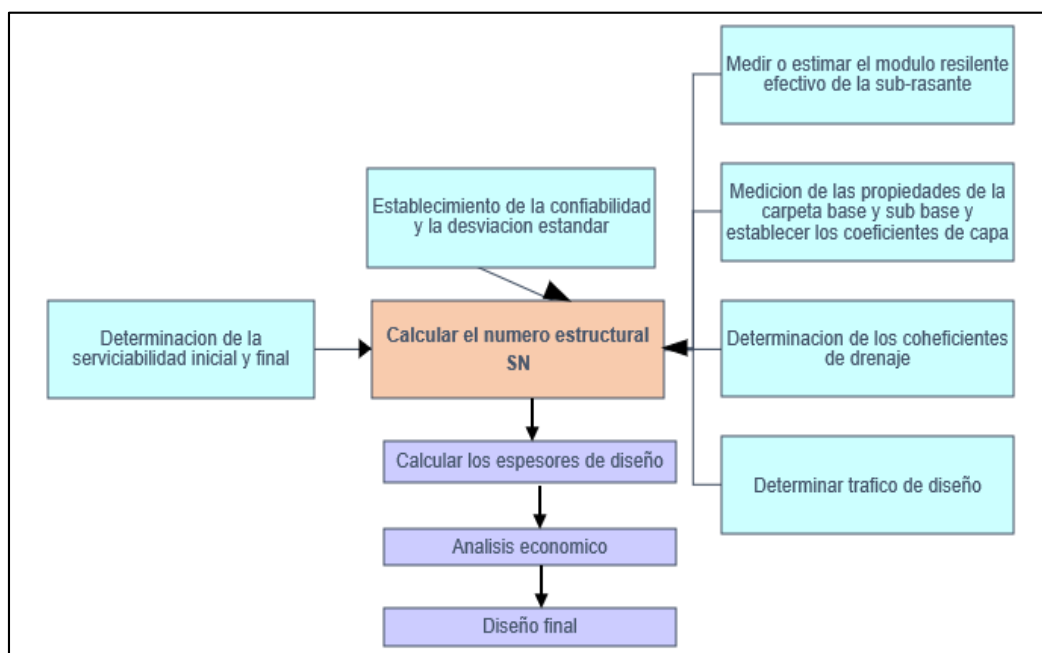 Medir o estimar el modulo resilente
efectivo de la sub-rasante
Establecimiento de la confiabilidad
y la desviacion estandar
Medicion de las propiedades de la
carpeta base y sub base y
establecer los coeficientes de capa
Determinacion de la
serviciabilidad inicial y final
Calcular el numero estructural
SN
Determinacion de los coheficientes
de drenaje
Calcular los espesores de diseño
Determinar trafico de diseño
Analisis economico
Diseño final